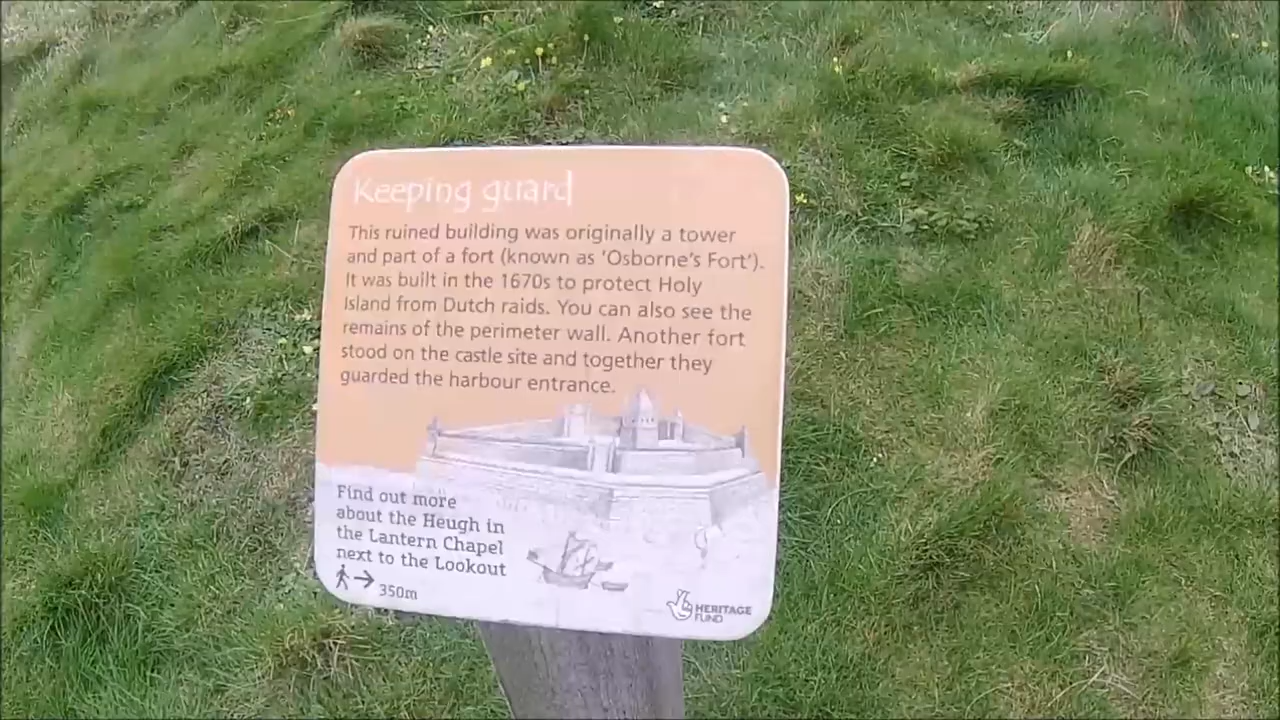 Keeping guard
This ruined building was originally a tower
and part of a fort (known as 'Osborne's Fort').
It was built in the 1670s to protect Holy
Island from Dutch raids. You can also see the
remains of the perimeter wall. Another fort
stood on the castle site and together they
guarded the harbour entrance.
Find out more
about the Heugh in
the Lantern Chapel
next to the Lookout
350m
HERITAGE
FUND